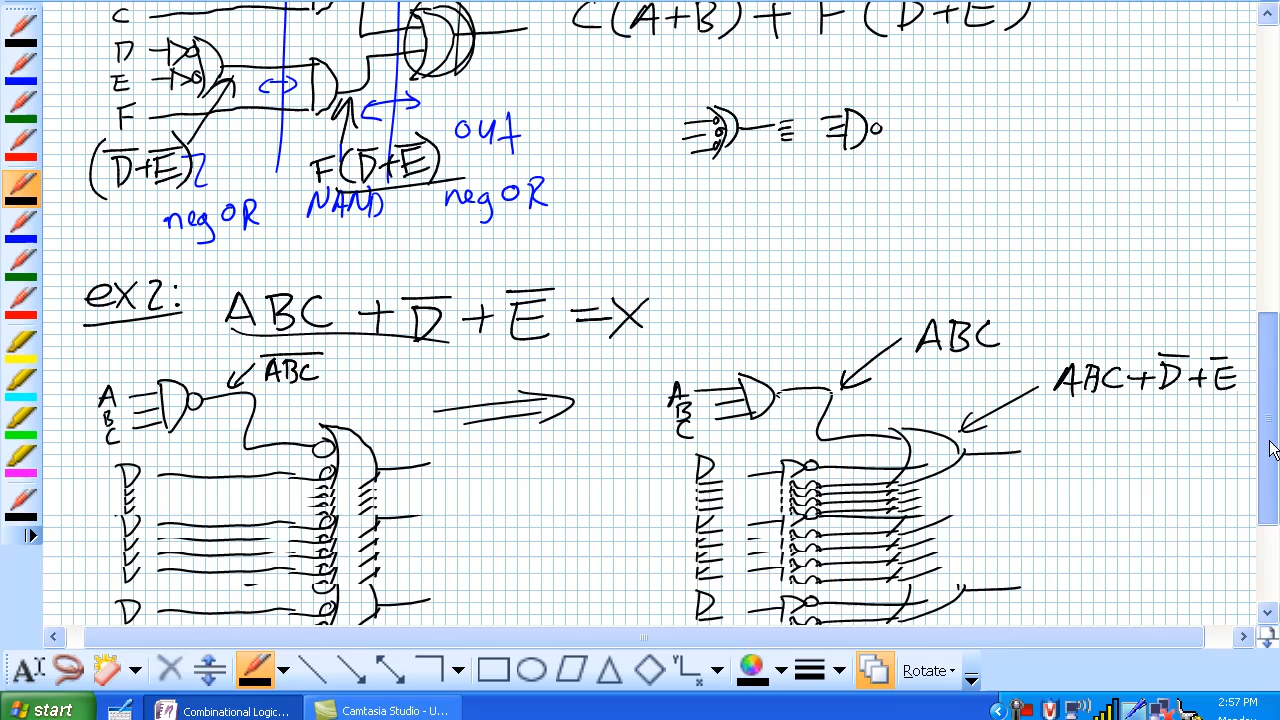 C
C(A+B) + F(D+E)
D
E
F
(D̅+E̅)
F(D̅+E̅)
out
neg OR
NAND
neg OR
ex2:
ABC + D̅ + E̅ = X
A̅B̅C̅
ABC
ABC + D̅ + E̅
A
B
C
A
B
C
D
D
D
D
D
Rotate
start
Combinational Logic...
Camtasia Studio - U...
2:57 PM